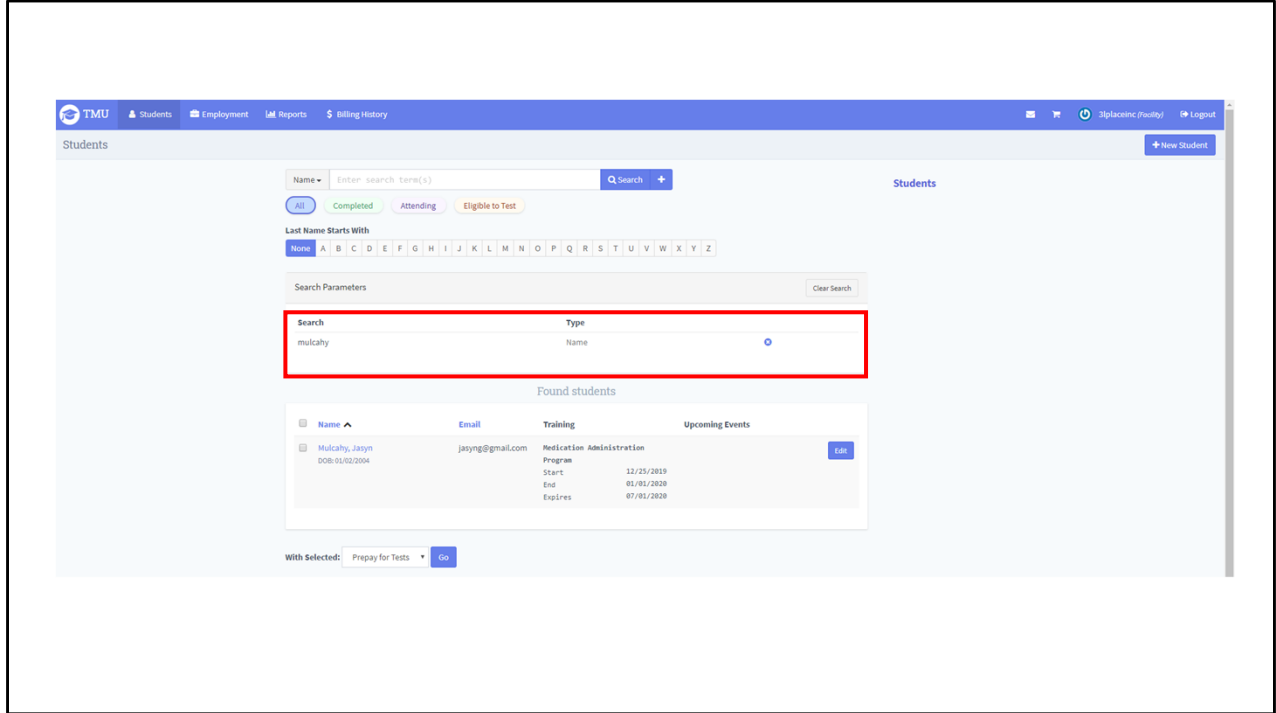 TMU Students Employment Reports $ Billing History 3lplaceinc (Facility) Logout
Students + New Student
Name Enter search term(s) Search + Students
All Completed Attending Eligible to Test
Last Name Starts With
None A B C D E F G H I J K L M N O P Q R S T U V W X Y Z
Search Parameters Clear Search
Search Type
mulcahy Name
Found students
Name Email Training Upcoming Events
Mulcahy, Jasyn jasyng@gmail.com Medication Administration Edit
DOB: 01/02/2004 Program
Start 12/25/2019
End 01/01/2020
Expires 07/01/2020
With Selected: Prepay for Tests Go